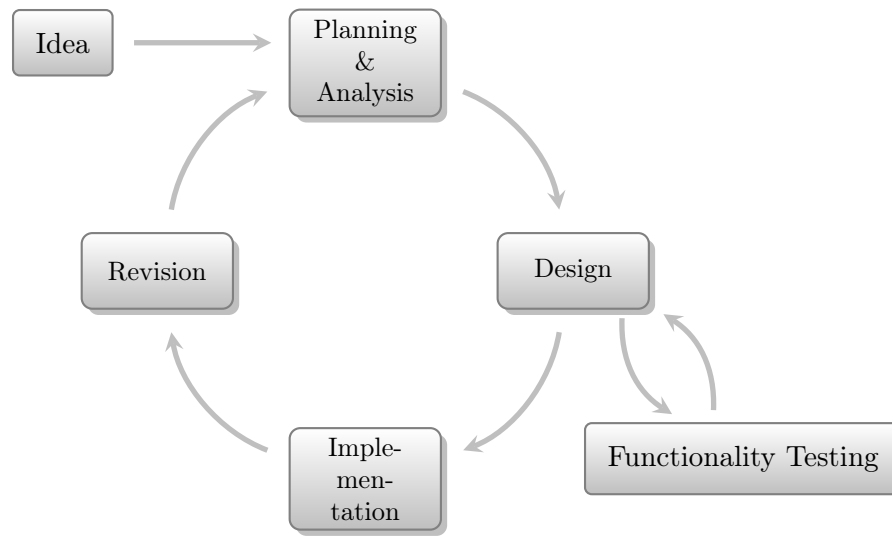 Idea
Planning
&
Analysis
Revision
Design
Imple-
men-
tation
Functionality Testing